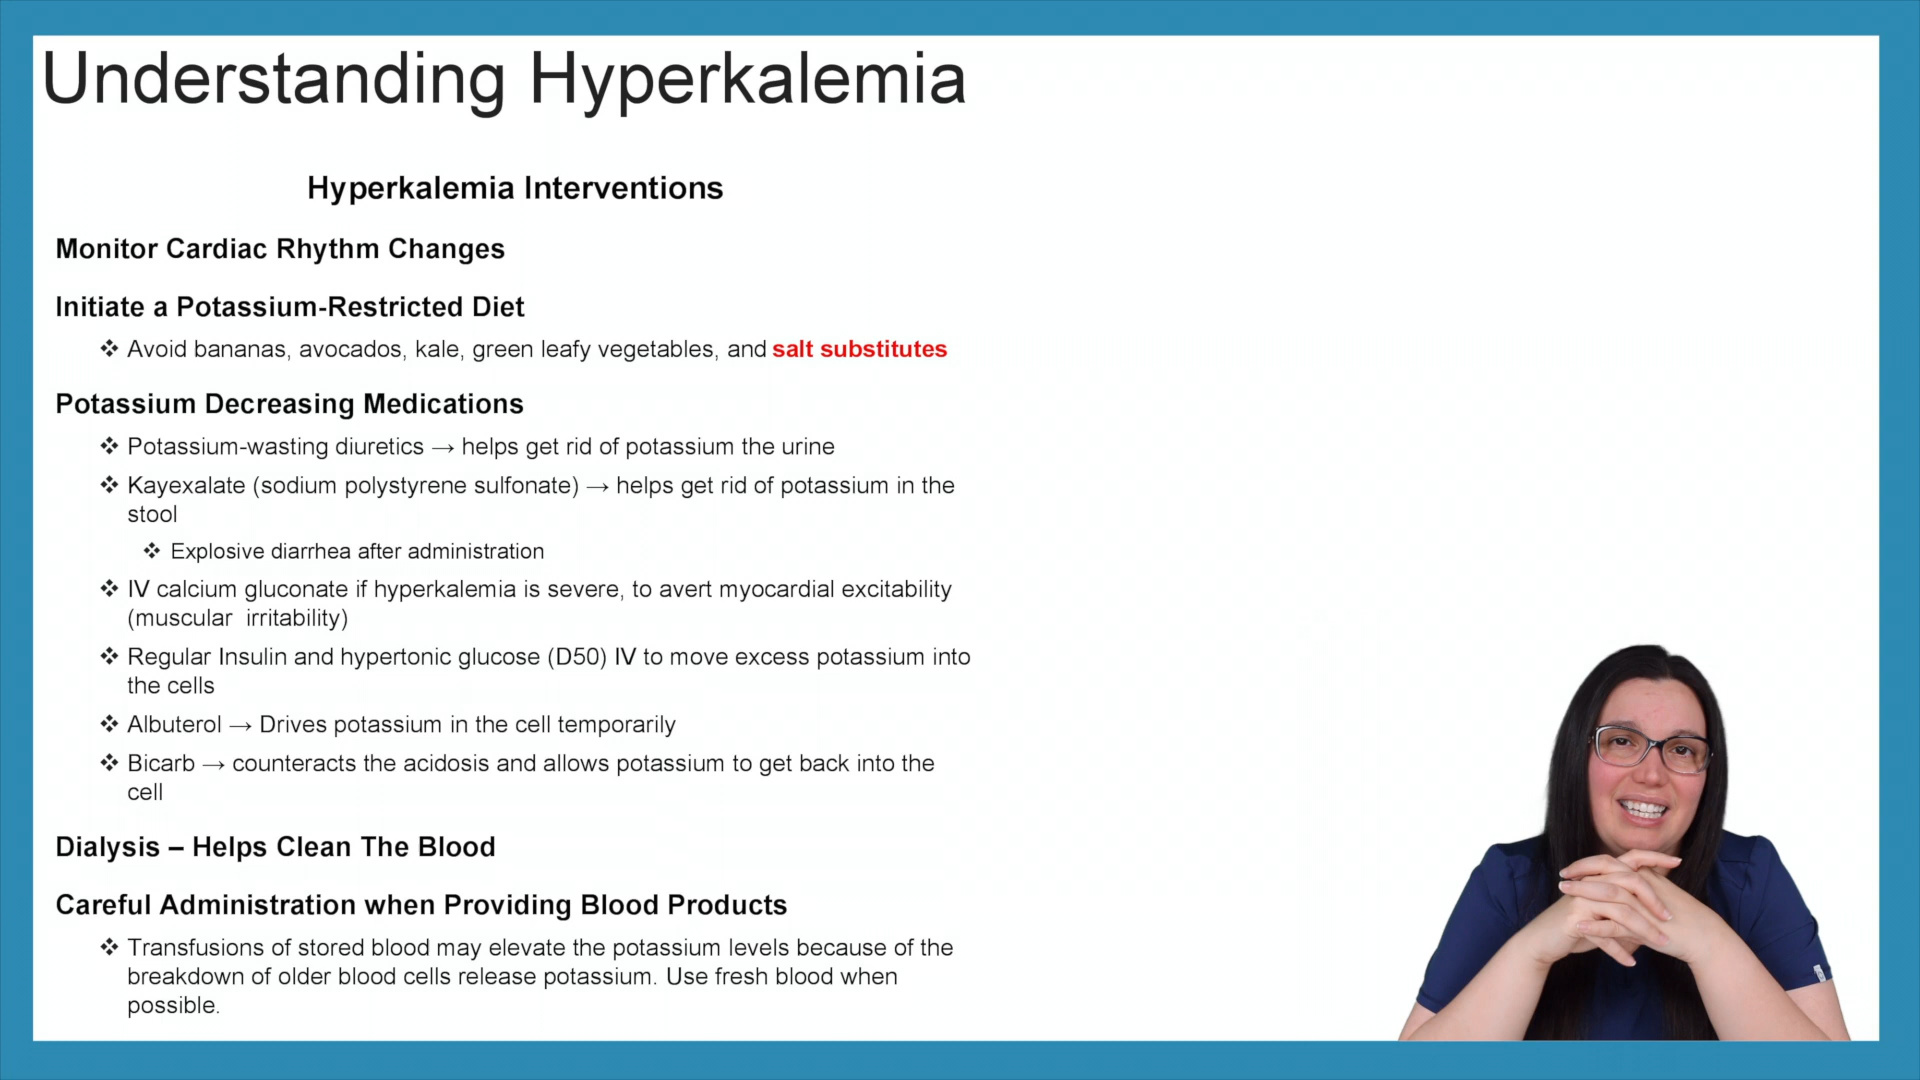 Understanding Hyperkalemia
Hyperkalemia Interventions
Monitor Cardiac Rhythm Changes
Initiate a Potassium-Restricted Diet
❖ Avoid bananas, avocados, kale, green leafy vegetables, and salt substitutes
Potassium Decreasing Medications
❖ Potassium-wasting diuretics → helps get rid of potassium the urine
❖ Kayexalate (sodium polystyrene sulfonate) → helps get rid of potassium in the
stool
❖ Explosive diarrhea after administration
❖ IV calcium gluconate if hyperkalemia is severe, to avert myocardial excitability
(muscular  irritability)
❖ Regular Insulin and hypertonic glucose (D50) IV to move excess potassium into
the cells
❖ Albuterol → Drives potassium in the cell temporarily
❖ Bicarb → counteracts the acidosis and allows potassium to get back into the
cell
Dialysis – Helps Clean The Blood
Careful Administration when Providing Blood Products
❖ Transfusions of stored blood may elevate the potassium levels because of the
breakdown of older blood cells release potassium. Use fresh blood when
possible.